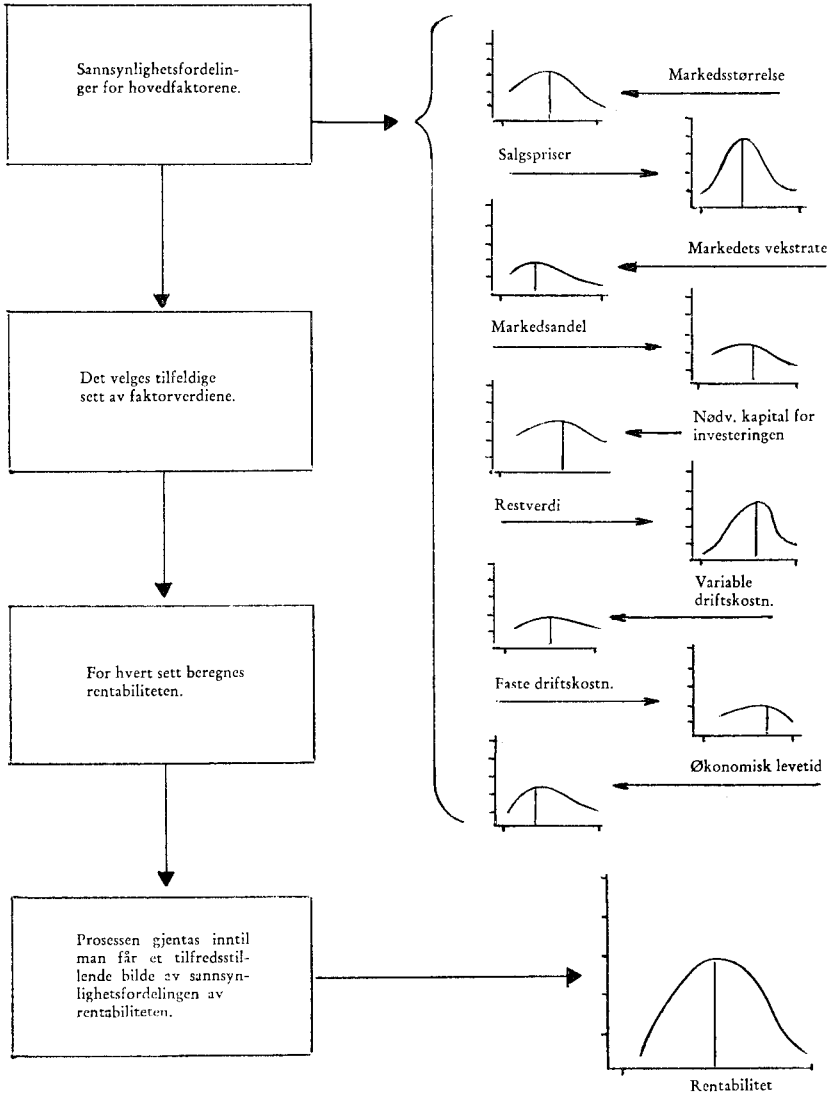 Sannsynlighetsfordelin-
ger for hovedfaktorene.
Det velges tilfeldige
sett av faktorverdiene.
For hvert sett beregnes
rentabiliteten.
Prosessen gjentas inntil
man får et tilfredsstil-
lende bilde av sannsyn-
lighetsfordelingen av
rentabiliteten.
Markedsstørrelse
Salgspriser
Markedets vekstrate
Markedsandel
Nødv. kapital for
investeringen
Restverdi
Variable
driftskostn.
Faste driftskostn.
Økonomisk levetid
Rentabilitet